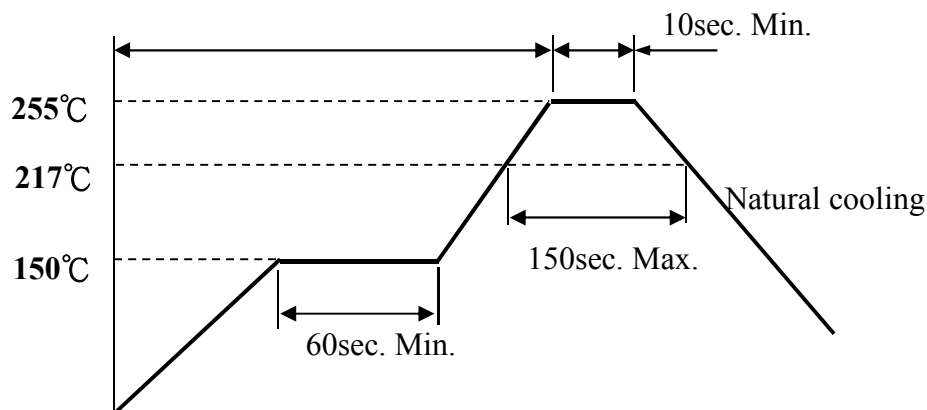 10sec. Min.
255℃
217℃
Natural cooling
150sec. Max.
150℃
60sec. Min.